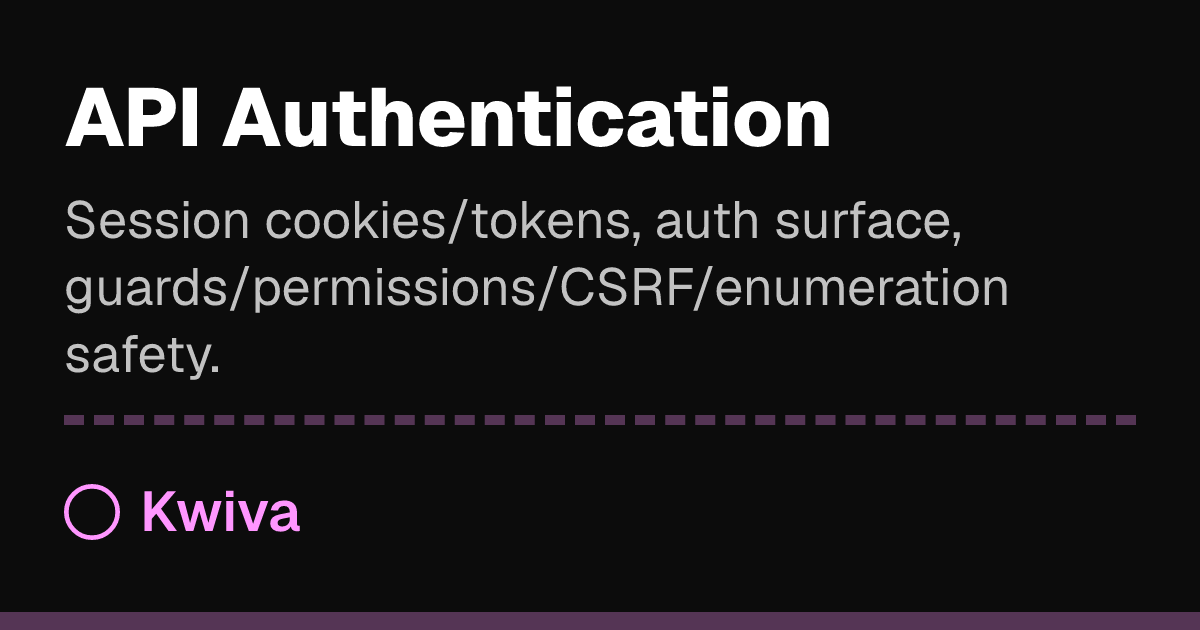 API Authentication
Session cookies/tokens, auth surface,
guards/permissions/CSRF/enumeration
safety.
Kwiva